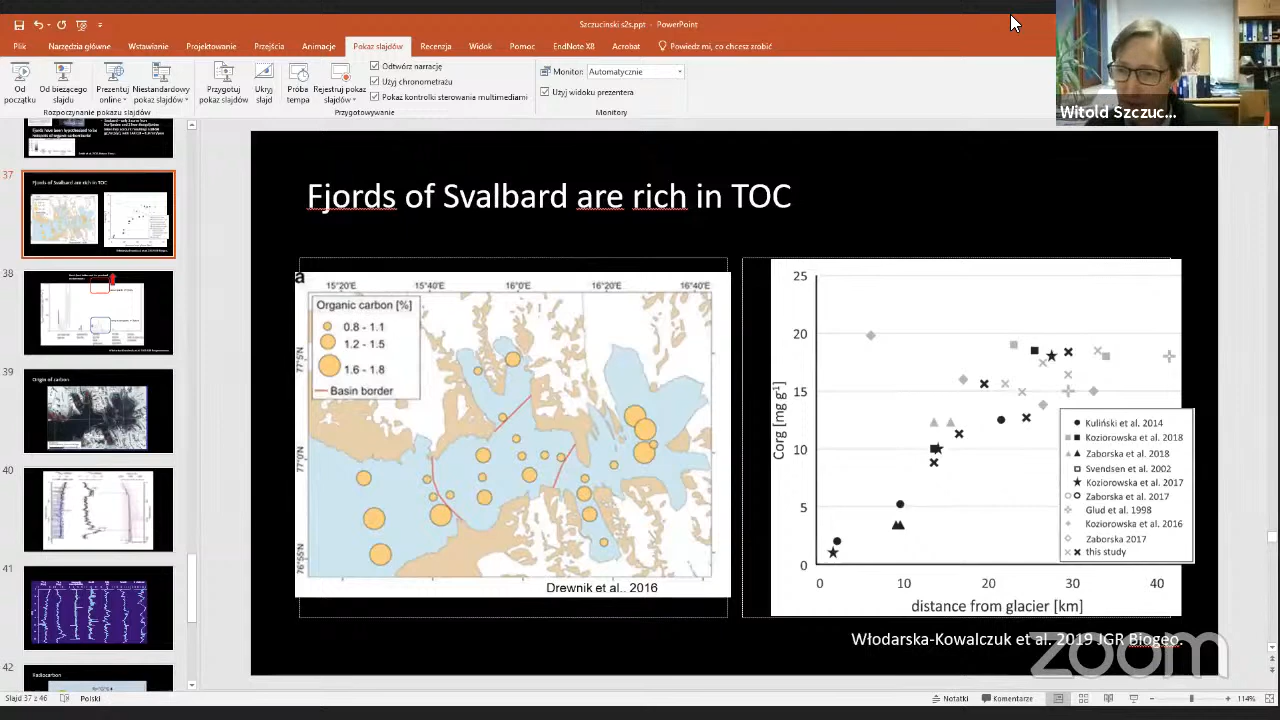 Szczucinski s2s.ppt - PowerPoint
Plik Narzędzia główne Wstawianie Projektowanie Przejścia Animacje Pokaz slajdów Recenzja Widok Pomoc EndNote X8 Acrobat Powiedz mi, co chcesz zrobić
Od początku
Od bieżącego slajdu
Prezentuj online
Niestandardowy pokaz slajdów
Przygotuj pokaz slajdów
Ukryj slajd
Próba tempa
Rejestruj pokaz slajdów
Odtwórz narrację
Użyj chronometrażu
Pokaż kontrolki sterowania multimediami
Monitor: Automatycznie
Użyj widoku prezentera
Rozpoczynanie pokazu slajdów
Przygotowywanie
Monitory
Witold Szczuc...
37
Fjords of Svalbard are rich in TOC
38
39
Origin of carbon
40
41
42
Radiocarbon
Fjords of Svalbard are rich in TOC
a
15°20'E 15°40'E 16°0'E 16°20'E 16°40'E
Organic carbon [%]
0.8 - 1.1
1.2 - 1.5
1.6 - 1.8
Basin border
77°5'N
77°0'N
76°55'N
Drewnik et al.. 2016
25
20
15
10
5
0
Corg [mg g-1]
0 10 20 30 40
distance from glacier [km]
Kuliński et al. 2014
Koziorowska et al. 2018
Zaborska et al. 2018
Svendsen et al. 2002
Koziorowska et al. 2017
Zaborska et al. 2017
Glud et al. 1998
Koziorowska et al. 2016
Zaborska 2017
this study
Włodarska-Kowalczuk et al. 2019 JGR Biogeo.
zoom
Slajd 37 z 46 Polski Notatki Komentarze 114%